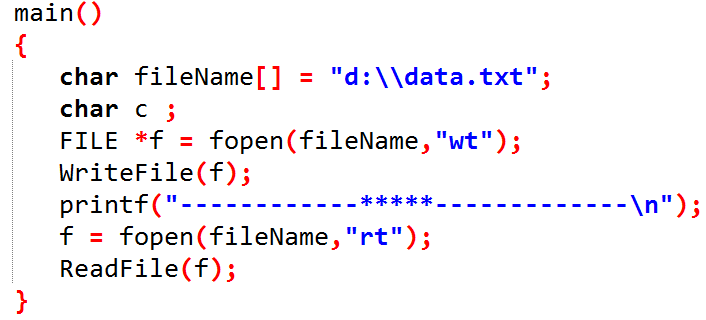 main()
{
char fileName[] = "d:\\data.txt";
char c ;
FILE *f = fopen(fileName,"wt");
WriteFile(f);
printf("------------*****-------------\n");
f = fopen(fileName,"rt");
ReadFile(f);
}